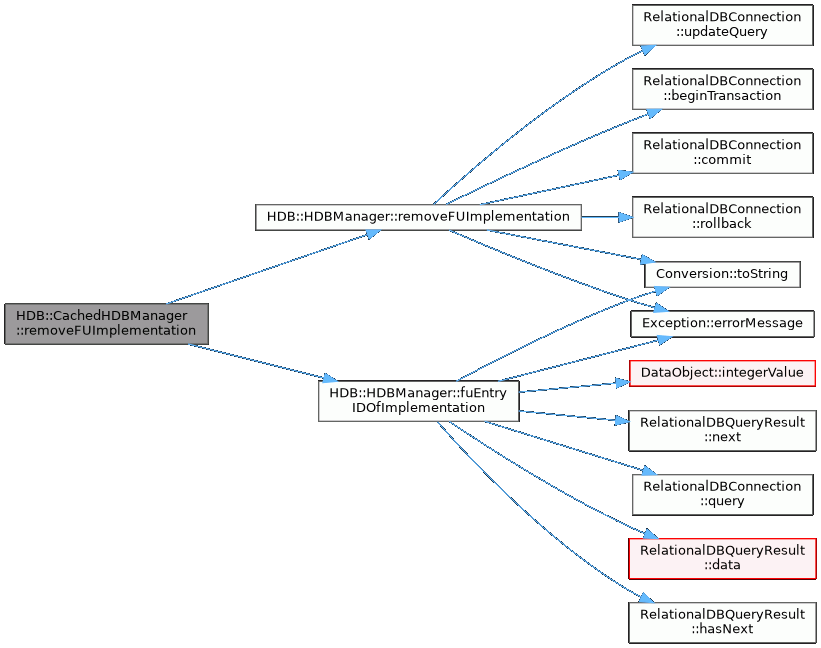 RelationalDBConnection
::updateQuery
RelationalDBConnection
::beginTransaction
RelationalDBConnection
::commit
RelationalDBConnection
::rollback
HDB::HDBManager::removeFUImplementation
Conversion::toString
Exception::errorMessage
HDB::CachedHDBManager
::removeFUImplementation
DataObject::integerValue
HDB::HDBManager::fuEntry
IDOfImplementation
RelationalDBQueryResult
::next
RelationalDBConnection
::query
RelationalDBQueryResult
::data
RelationalDBQueryResult
::hasNext